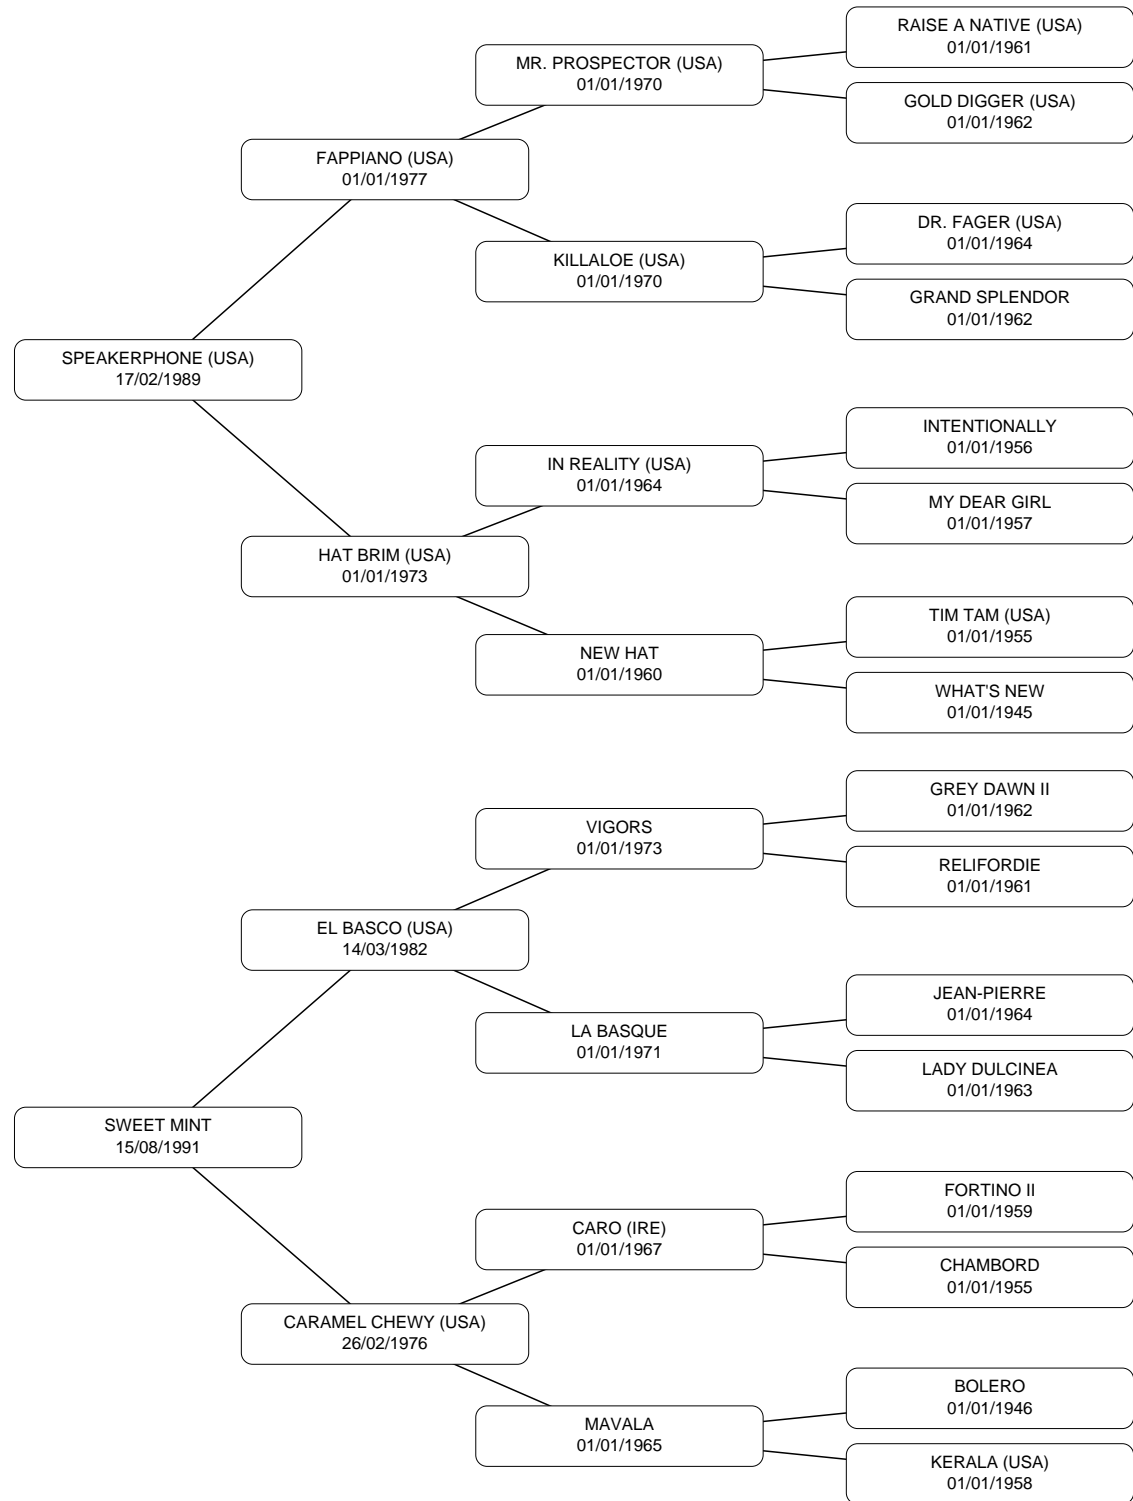 RAISE A NATIVE (USA)
01/01/1961
MR. PROSPECTOR (USA)
01/01/1970
GOLD DIGGER (USA)
01/01/1962
FAPPIANO (USA)
01/01/1977
DR. FAGER (USA)
01/01/1964
KILLALOE (USA)
01/01/1970
GRAND SPLENDOR
01/01/1962
SPEAKERPHONE (USA)
17/02/1989
INTENTIONALLY
01/01/1956
IN REALITY (USA)
01/01/1964
MY DEAR GIRL
01/01/1957
HAT BRIM (USA)
01/01/1973
TIM TAM (USA)
01/01/1955
NEW HAT
01/01/1960
WHAT'S NEW
01/01/1945
GREY DAWN II
01/01/1962
VIGORS
01/01/1973
RELIFORDIE
01/01/1961
EL BASCO (USA)
14/03/1982
JEAN-PIERRE
01/01/1964
LA BASQUE
01/01/1971
LADY DULCINEA
01/01/1963
SWEET MINT
15/08/1991
FORTINO II
01/01/1959
CARO (IRE)
01/01/1967
CHAMBORD
01/01/1955
CARAMEL CHEWY (USA)
26/02/1976
BOLERO
01/01/1946
MAVALA
01/01/1965
KERALA (USA)
01/01/1958